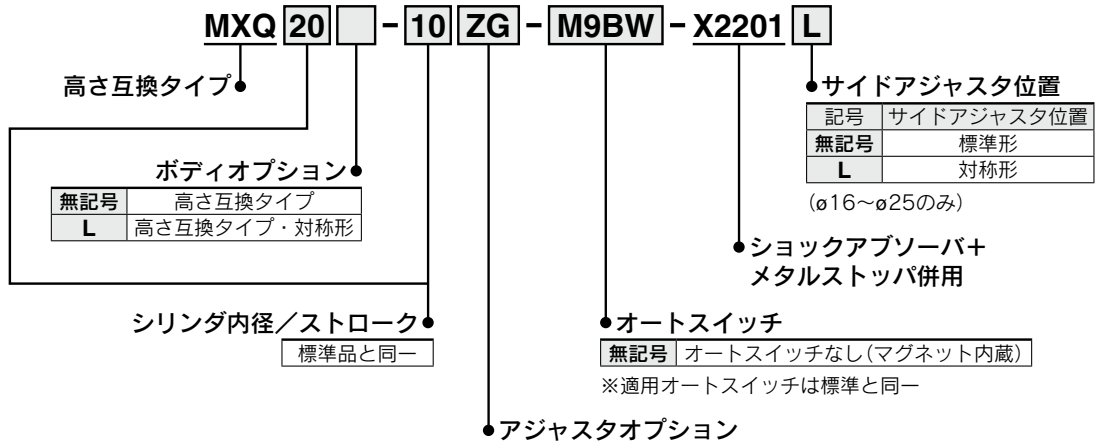 MXQ 20 - 10 ZG - M9BW - X2201 L
高さ互換タイプ
サイドアジャスタ位置
記号 サイドアジャスタ位置
無記号 標準形
L 対称形
(ø16~ø25のみ)
ボディオプション
無記号 高さ互換タイプ
L 高さ互換タイプ・対称形
ショックアブソーバ+
メタルストッパ併用
シリンダ内径/ストローク
標準品と同一
オートスイッチ
無記号 オートスイッチなし(マグネット内蔵)
※適用オートスイッチは標準と同一
アジャスタオプション